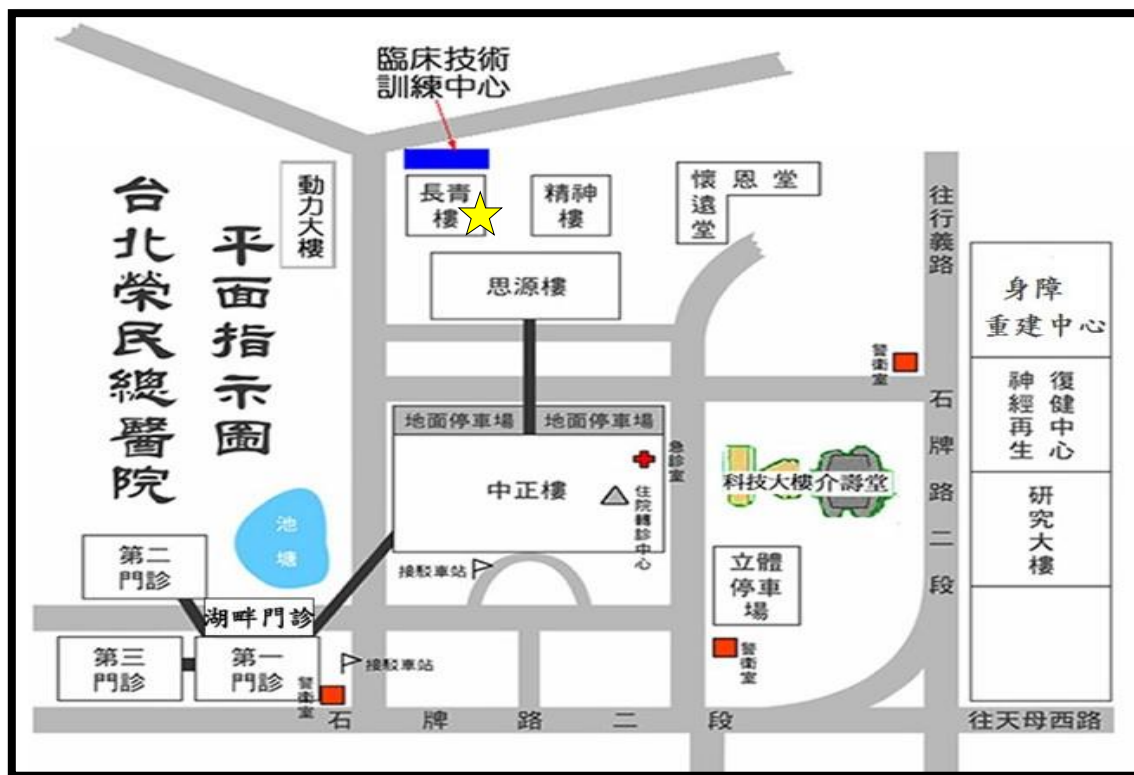 臨床技術
訓練中心
台北榮民總醫院
平面指示圖
動力大樓
長青
樓
精神
樓
懷恩堂
懷遠堂
往行義路
思源樓
身障
重建中心
警衛室
石牌路二段
復健中心
神經再生
地面停車場
地面停車場
急診室
中正樓
住院轉診中心
科技大樓
介壽堂
研究大樓
池塘
第二
門診
接駁車站
立體
停車
場
湖畔門診
第三
門診
第一
門診
接駁車站
警衛室
警衛室
石牌路二段
往天母西路